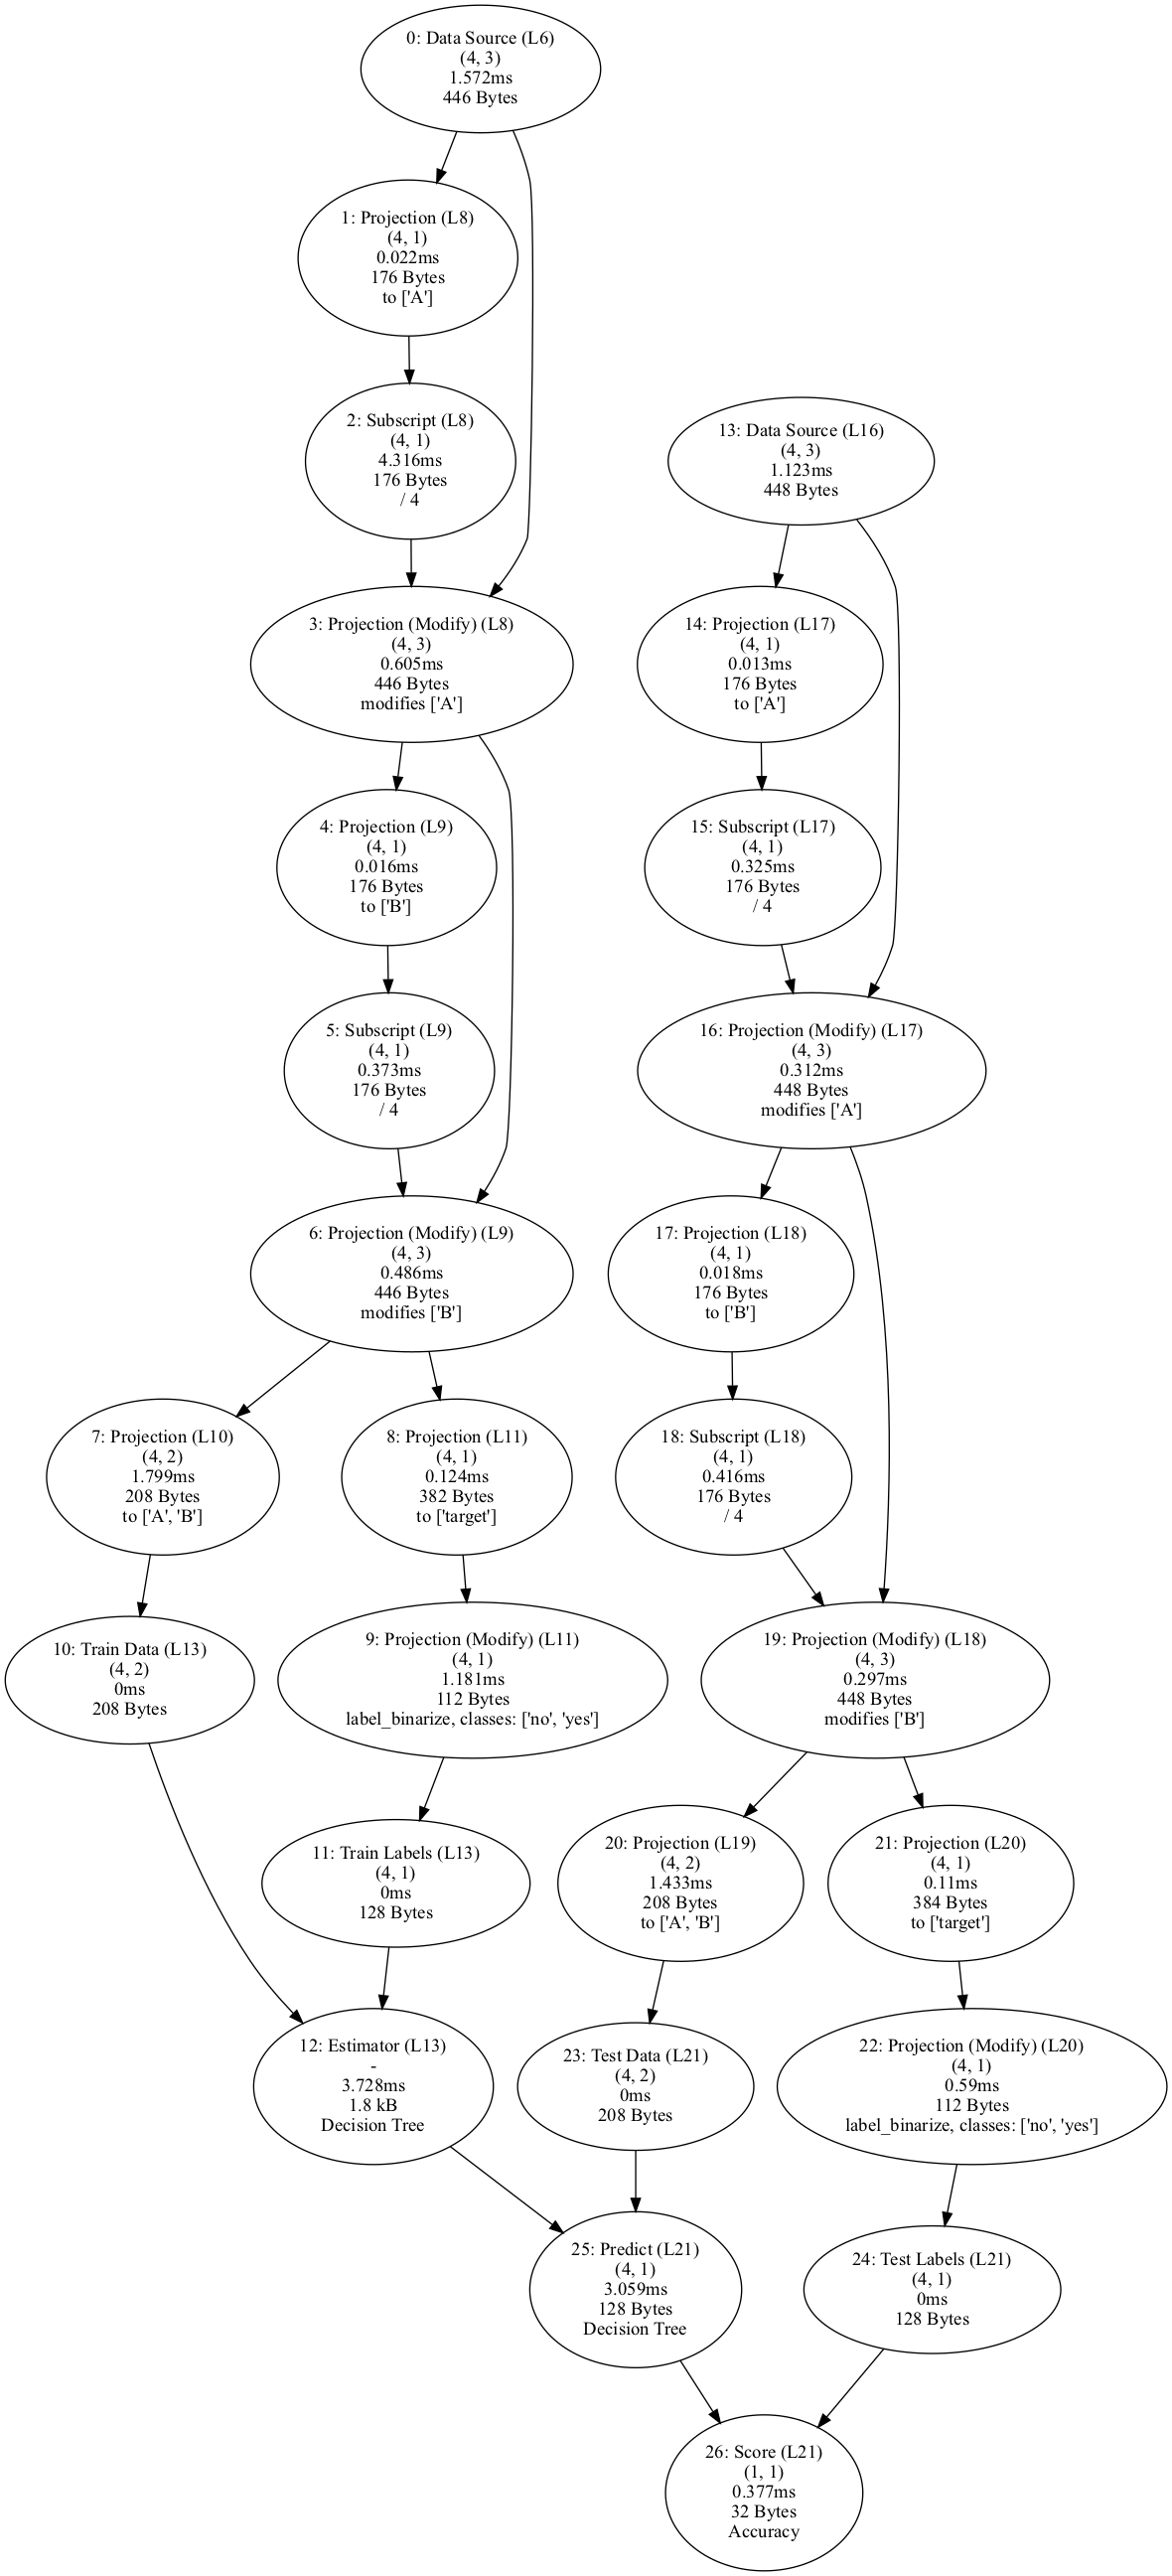 0: Data Source (L6)
(4, 3)
1.572ms
446 Bytes
1: Projection (L8)
(4, 1)
0.022ms
176 Bytes
to ['A']
2: Subscript (L8)
(4, 1)
4.316ms
176 Bytes
/ 4
13: Data Source (L16)
(4, 3)
1.123ms
448 Bytes
3: Projection (Modify) (L8)
(4, 3)
0.605ms
446 Bytes
modifies ['A']
14: Projection (L17)
(4, 1)
0.013ms
176 Bytes
to ['A']
4: Projection (L9)
(4, 1)
0.016ms
176 Bytes
to ['B']
15: Subscript (L17)
(4, 1)
0.325ms
176 Bytes
/ 4
5: Subscript (L9)
(4, 1)
0.373ms
176 Bytes
/ 4
16: Projection (Modify) (L17)
(4, 3)
0.312ms
448 Bytes
modifies ['A']
6: Projection (Modify) (L9)
(4, 3)
0.486ms
446 Bytes
modifies ['B']
17: Projection (L18)
(4, 1)
0.018ms
176 Bytes
to ['B']
7: Projection (L10)
(4, 2)
1.799ms
208 Bytes
to ['A', 'B']
8: Projection (L11)
(4, 1)
0.124ms
382 Bytes
to ['target']
18: Subscript (L18)
(4, 1)
0.416ms
176 Bytes
/ 4
10: Train Data (L13)
(4, 2)
0ms
208 Bytes
9: Projection (Modify) (L11)
(4, 1)
1.181ms
112 Bytes
label_binarize, classes: ['no', 'yes']
19: Projection (Modify) (L18)
(4, 3)
0.297ms
448 Bytes
modifies ['B']
11: Train Labels (L13)
(4, 1)
0ms
128 Bytes
20: Projection (L19)
(4, 2)
1.433ms
208 Bytes
to ['A', 'B']
21: Projection (L20)
(4, 1)
0.11ms
384 Bytes
to ['target']
12: Estimator (L13)
-
3.728ms
1.8 kB
Decision Tree
23: Test Data (L21)
(4, 2)
0ms
208 Bytes
22: Projection (Modify) (L20)
(4, 1)
0.59ms
112 Bytes
label_binarize, classes: ['no', 'yes']
25: Predict (L21)
(4, 1)
3.059ms
128 Bytes
Decision Tree
24: Test Labels (L21)
(4, 1)
0ms
128 Bytes
26: Score (L21)
(1, 1)
0.377ms
32 Bytes
Accuracy